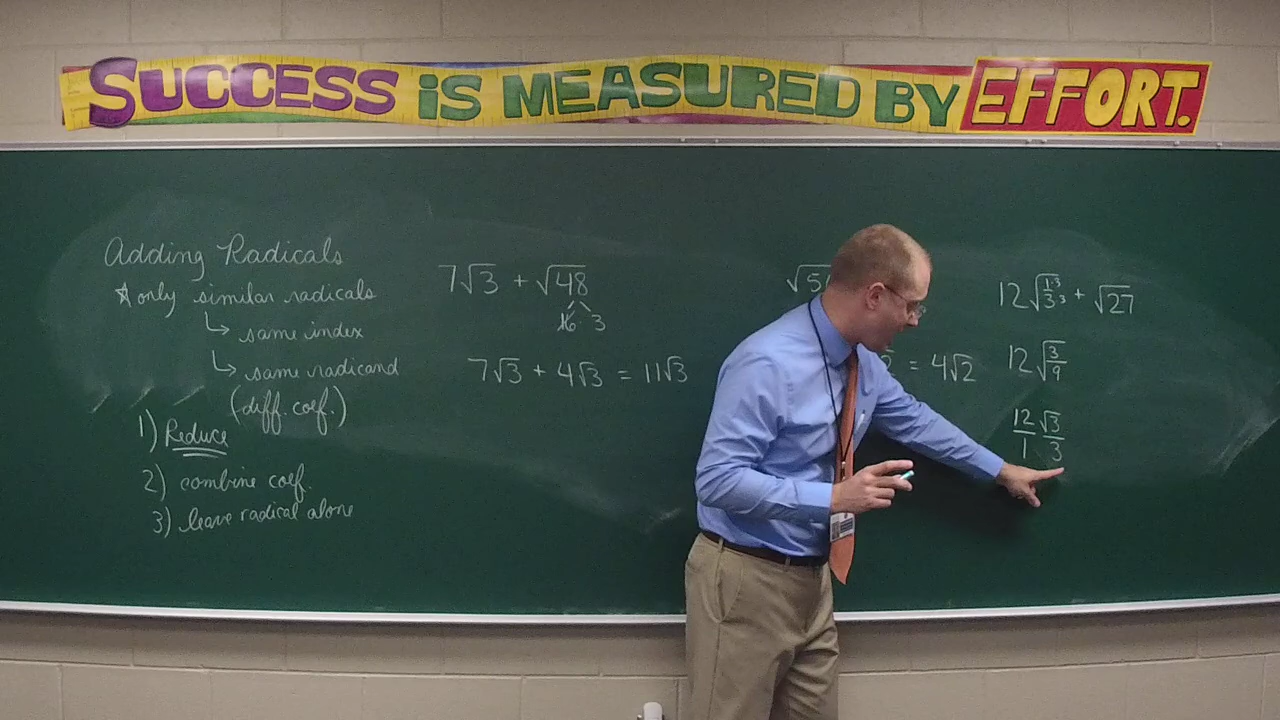 SUCCESS IS MEASURED BY EFFORT.
Adding Radicals
* only similar radicals
↳ same index
↳ same radicand
(diff. coef.)
1) Reduce
2) combine coef.
3) leave radical alone
7√3 + √48
16 3
7√3 + 4√3 = 11√3
√5
= 4√2
12√(1·3/3·3) + √27
12√(3/9)
12/1 √3/3